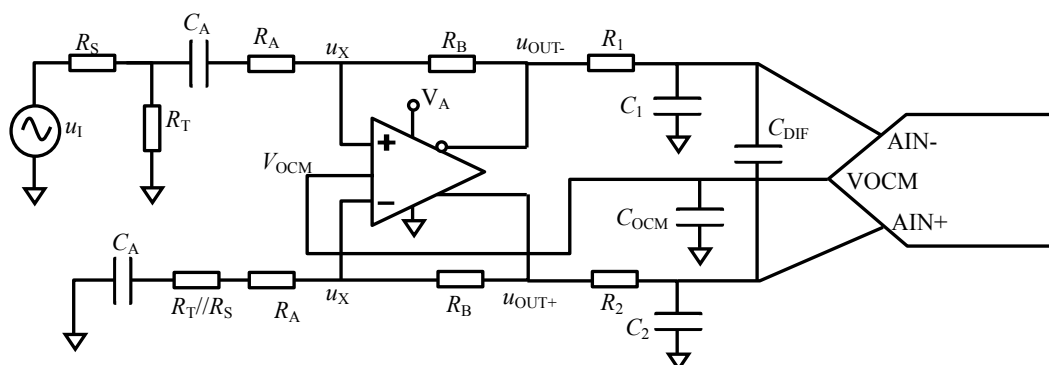 C_A
R_S
R_A
u_X
R_B
u_OUT-
R_1
V_A
u_I
R_T
C_1
C_DIF
+
AIN-
V_OCM
VOCM
−
C_OCM
AIN+
C_A
R_T//R_S
R_A
u_X
R_B
u_OUT+
R_2
C_2